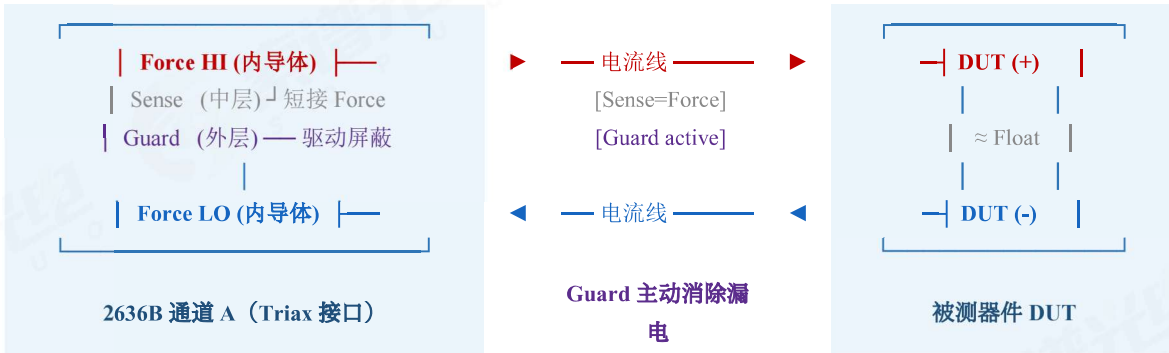 Force HI (内导体)
Sense (中层) ┘短接 Force
Guard (外层) ── 驱动屏蔽
Force LO (内导体)
2636B 通道 A（Triax 接口）
► ── 电流线 ──── ►
[Sense=Force]
[Guard active]
◄ ── 电流线 ──── ◄
Guard 主动消除漏
电
DUT (+)
≈ Float
DUT (-)
被测器件 DUT